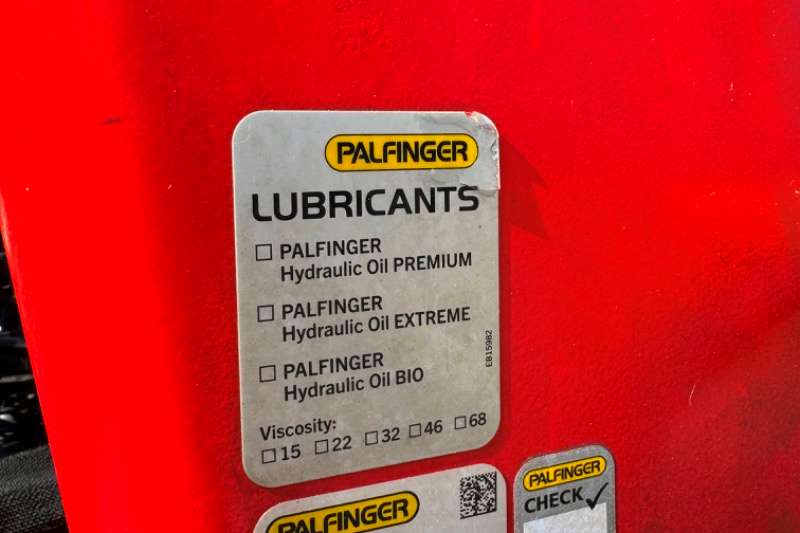 PALFINGER
LUBRICANTS
☐ PALFINGER
Hydraulic Oil PREMIUM
☐ PALFINGER
Hydraulic Oil EXTREME
☐ PALFINGER
Hydraulic Oil BIO
EB15982
Viscosity:
☐ 15 ☐ 22 ☐ 32 ☐ 46 ☐ 68
PALFINGER
PALFINGER
CHECK ✓